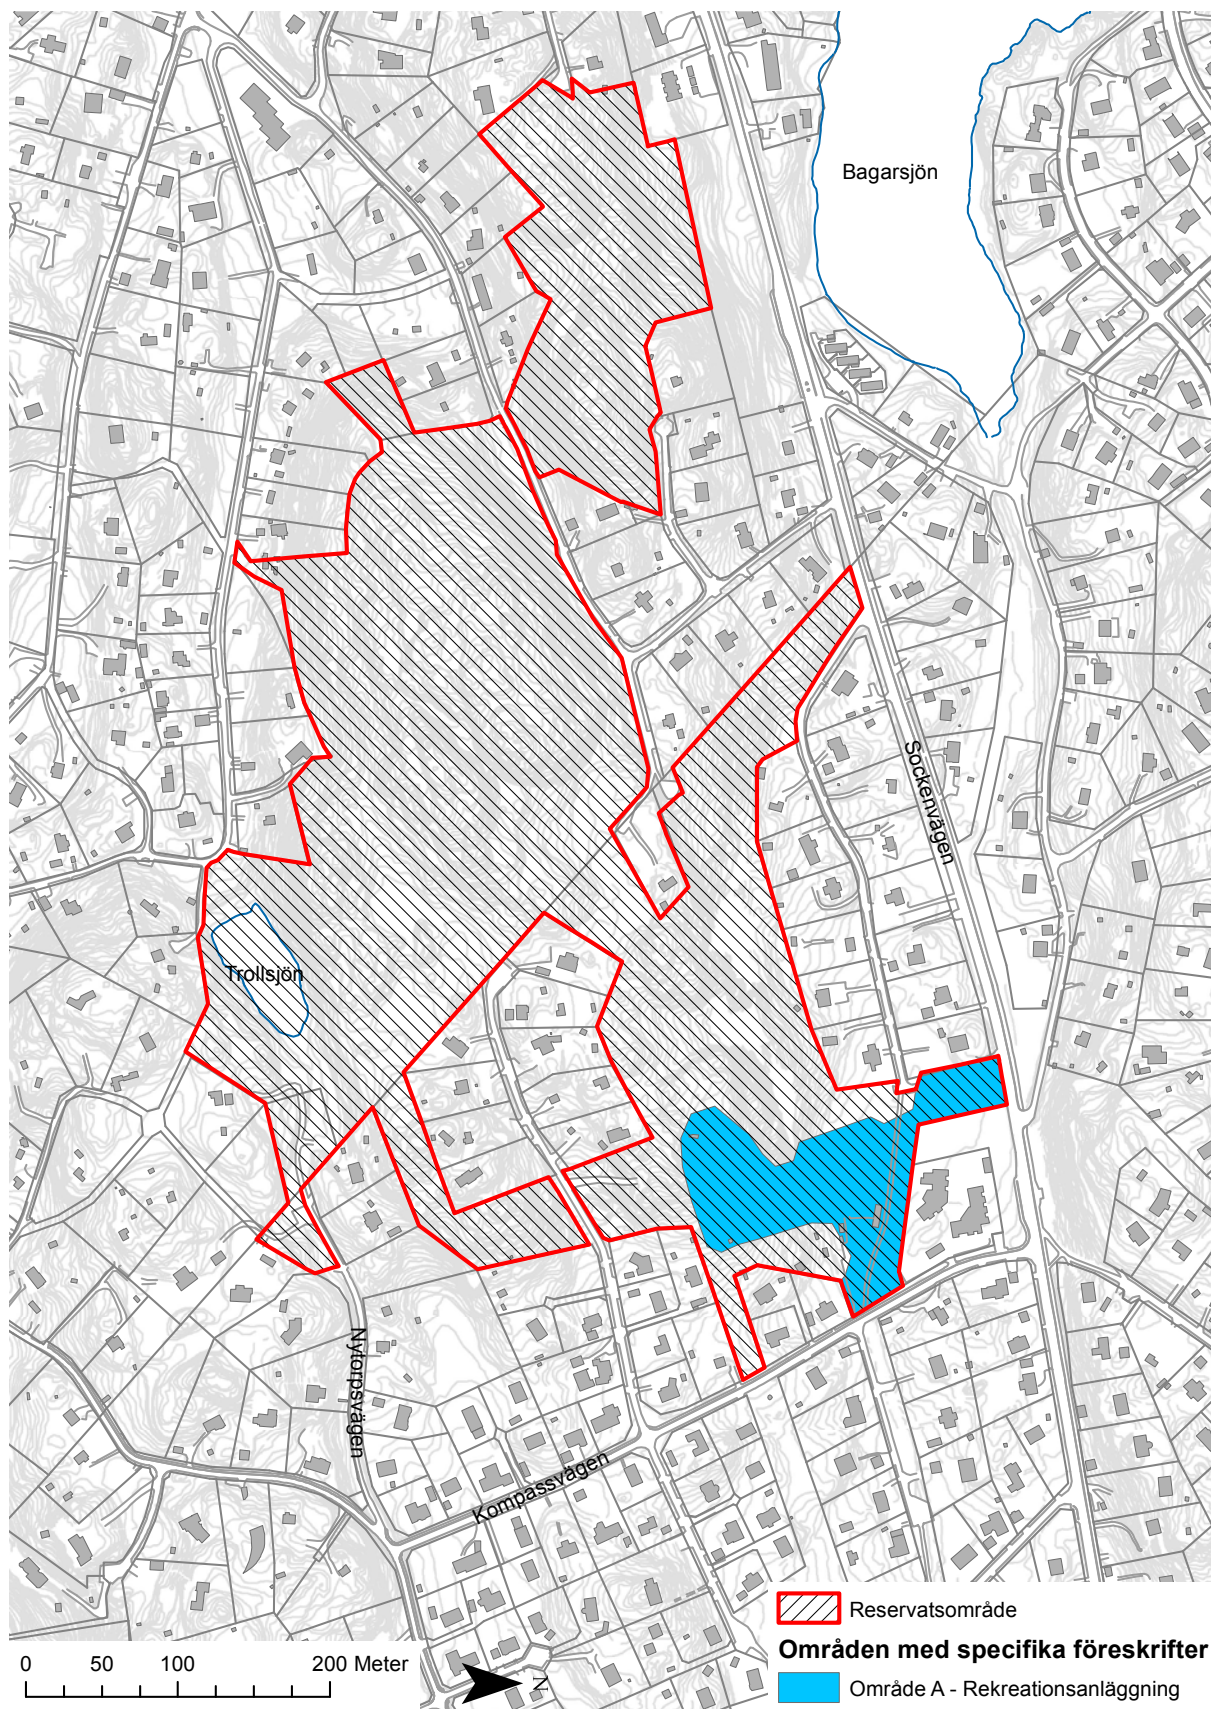 Bagarsjön
Sockenvägen
Trollsjön
Nytorpsvägen
Kompassvägen
Reservatsområde
Områden med specifika föreskrifter
Område A - Rekreationsanläggning
0 50 100 200 Meter
N